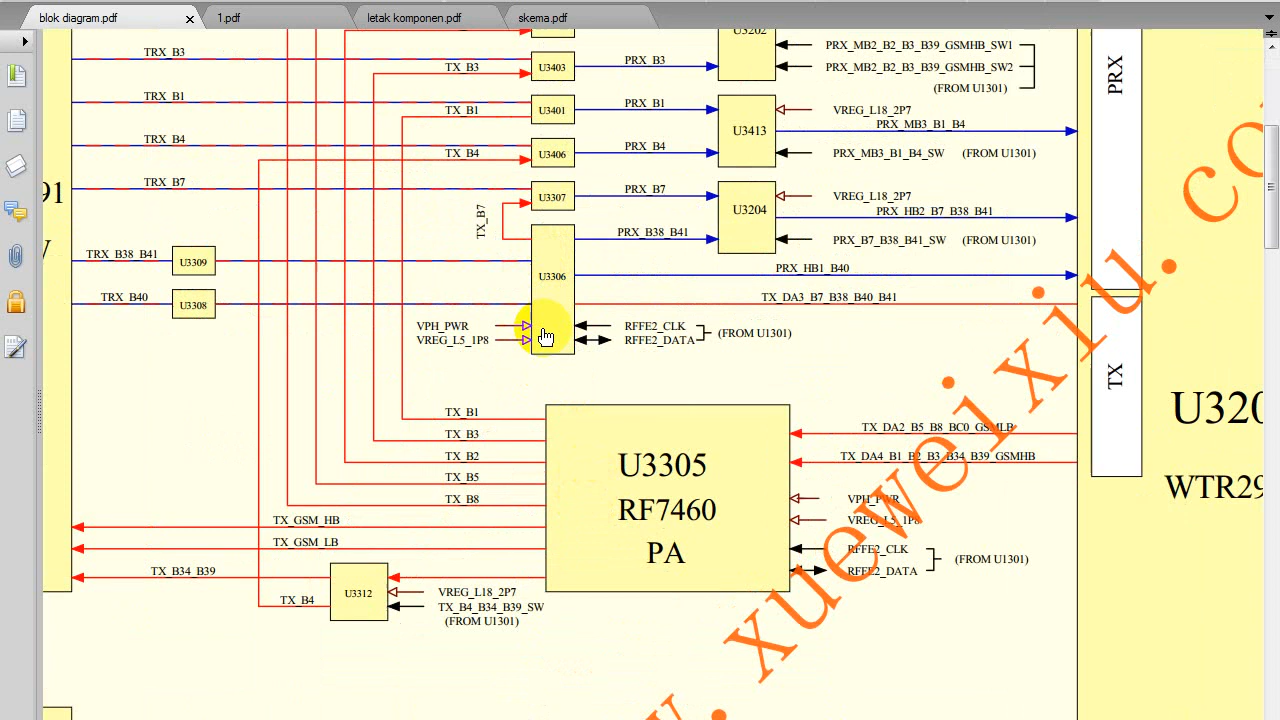 blok diagram.pdf
1.pdf
letak komponen.pdf
skema.pdf
U3202
PRX_MB2_B2_B3_B39_GSMHB_SW1
PRX_MB2_B2_B3_B39_GSMHB_SW2
(FROM U1301)
PRX
TRX_B3
TX_B3
U3403
PRX_B3
TRX_B1
TX_B1
U3401
PRX_B1
VREG_L18_2P7
U3413
PRX_MB3_B1_B4
TRX_B4
TX_B4
U3406
PRX_B4
PRX_MB3_B1_B4_SW (FROM U1301)
TRX_B7
U3307
PRX_B7
VREG_L18_2P7
91
TX_B7
U3204
PRX_HB2_B7_B38_B41
PRX_B38_B41
PRX_B7_B38_B41_SW (FROM U1301)
TRX_B38_B41
U3309
U3306
PRX_HB1_B40
TRX_B40
U3308
TX_DA3_B7_B38_B40_B41
VPH_PWR
RFFE2_CLK
(FROM U1301)
VREG_L5_1P8
RFFE2_DATA
TX
TX_B1
TX_B3
TX_B2
TX_B5
TX_B8
TX_GSM_HB
TX_GSM_LB
TX_B34_B39
U3305
RF7460
PA
TX_DA2_B5_B8_BC0_GSMLB
TX_DA4_B1_B2_B3_B34_B39_GSMHB
VPH_PWR
VREG_L5_1P8
RFFE2_CLK
(FROM U1301)
RFFE2_DATA
U320
WTR29
U3312
VREG_L18_2P7
TX_B4
TX_B4_B34_B39_SW
(FROM U1301)
. xueweixiu. co